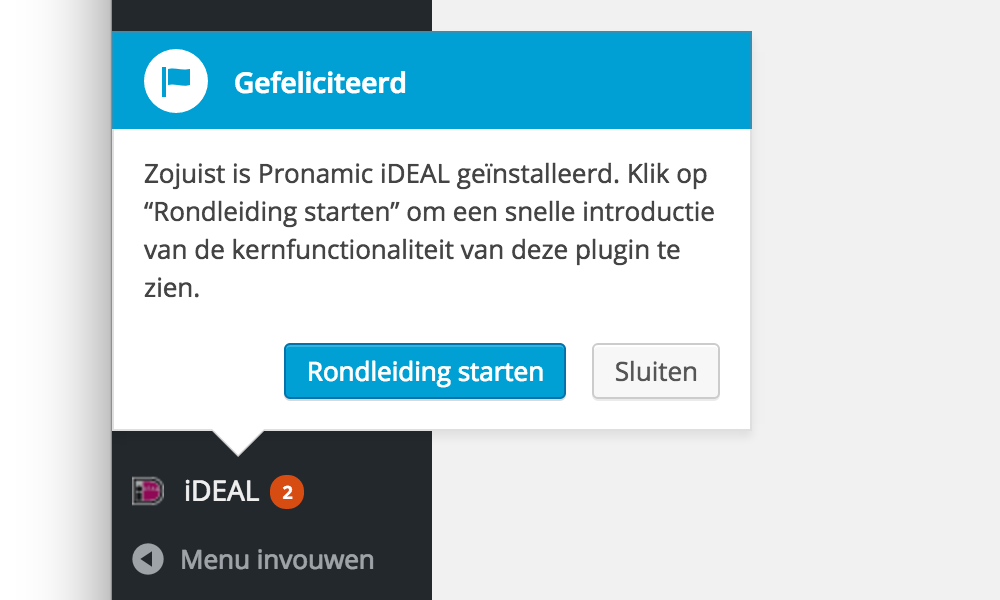 Gefeliciteerd
Zojuist is Pronamic iDEAL geïnstalleerd. Klik op
“Rondleiding starten” om een snelle introductie
van de kernfunctionaliteit van deze plugin te
zien.
Rondleiding starten
Sluiten
iDEAL 2
Menu invouwen